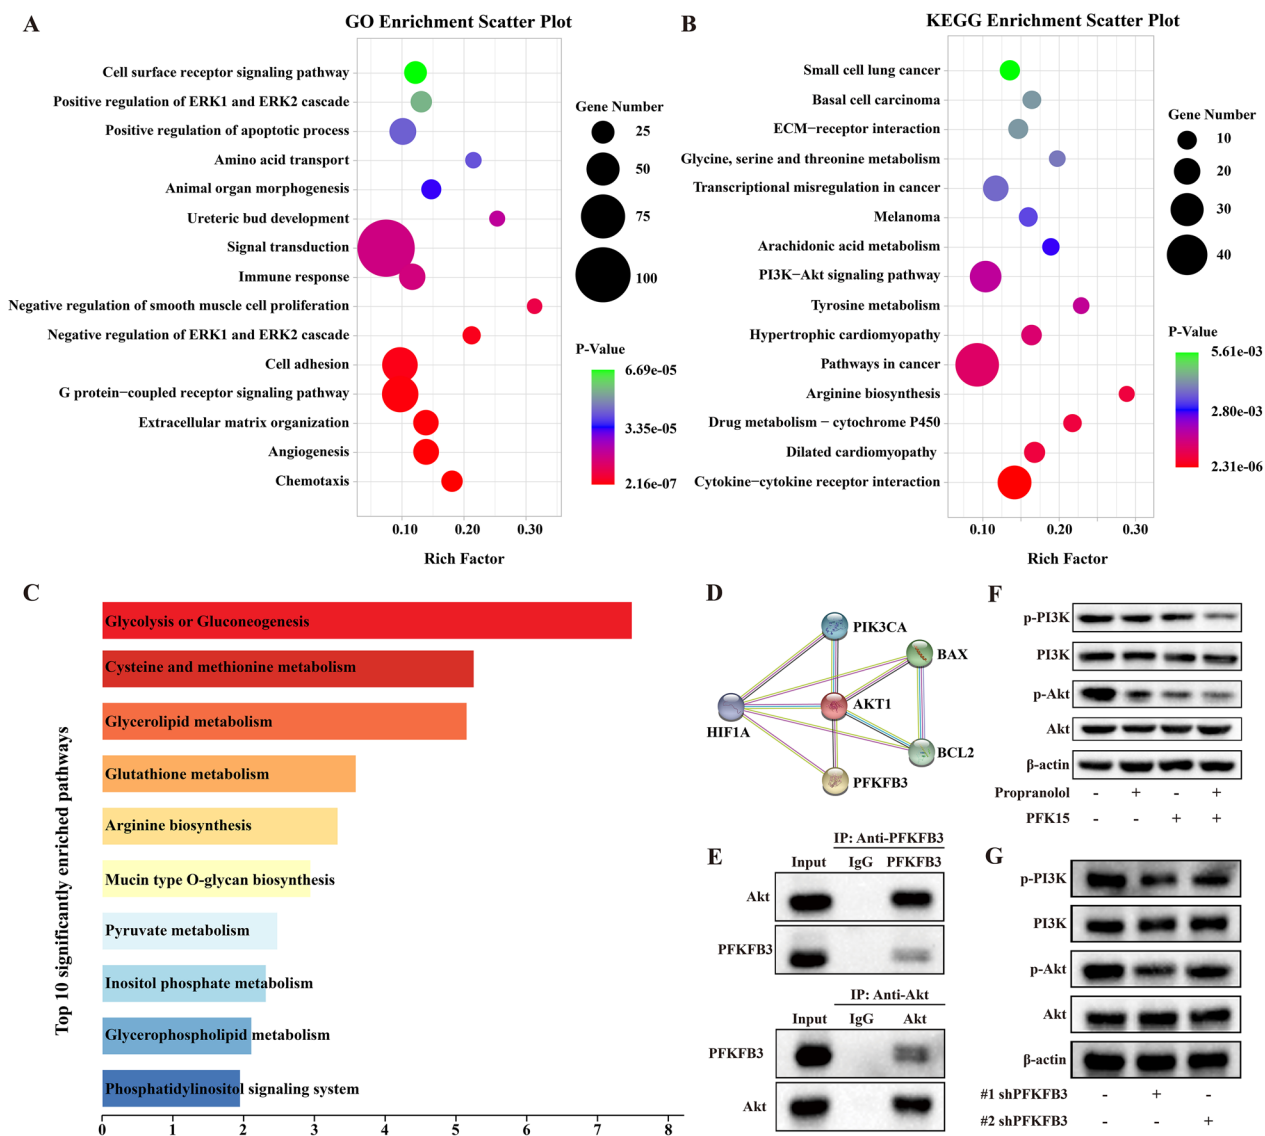 A
GO Enrichment Scatter Plot
Cell surface receptor signaling pathway
Positive regulation of ERK1 and ERK2 cascade
Positive regulation of apoptotic process
Amino acid transport
Animal organ morphogenesis
Ureteric bud development
Signal transduction
Immune response
Negative regulation of smooth muscle cell proliferation
Negative regulation of ERK1 and ERK2 cascade
Cell adhesion
G protein−coupled receptor signaling pathway
Extracellular matrix organization
Angiogenesis
Chemotaxis
0.10 0.20 0.30
Rich Factor
Gene Number
25
50
75
100
P-Value
6.69e-05
3.35e-05
2.16e-07
B
KEGG Enrichment Scatter Plot
Small cell lung cancer
Basal cell carcinoma
ECM−receptor interaction
Glycine, serine and threonine metabolism
Transcriptional misregulation in cancer
Melanoma
Arachidonic acid metabolism
PI3K−Akt signaling pathway
Tyrosine metabolism
Hypertrophic cardiomyopathy
Pathways in cancer
Arginine biosynthesis
Drug metabolism − cytochrome P450
Dilated cardiomyopathy
Cytokine−cytokine receptor interaction
0.10 0.20 0.30
Rich Factor
Gene Number
10
20
30
40
P-Value
5.61e-03
2.80e-03
2.31e-06
C
Top 10 significantly enriched pathways
Glycolysis or Gluconeogenesis
Cysteine and methionine metabolism
Glycerolipid metabolism
Glutathione metabolism
Arginine biosynthesis
Mucin type O-glycan biosynthesis
Pyruvate metabolism
Inositol phosphate metabolism
Glycerophospholipid metabolism
Phosphatidylinositol signaling system
0 1 2 3 4 5 6 7 8
D
PIK3CA
BAX
AKT1
HIF1A
BCL2
PFKFB3
E
IP: Anti-PFKFB3
Input IgG PFKFB3
Akt
PFKFB3
IP: Anti-Akt
Input IgG Akt
PFKFB3
Akt
F
p-PI3K
PI3K
p-Akt
Akt
β-actin
Propranolol - + - +
PFK15 - - + +
G
p-PI3K
PI3K
p-Akt
Akt
β-actin
#1 shPFKFB3 - + -
#2 shPFKFB3 - - +